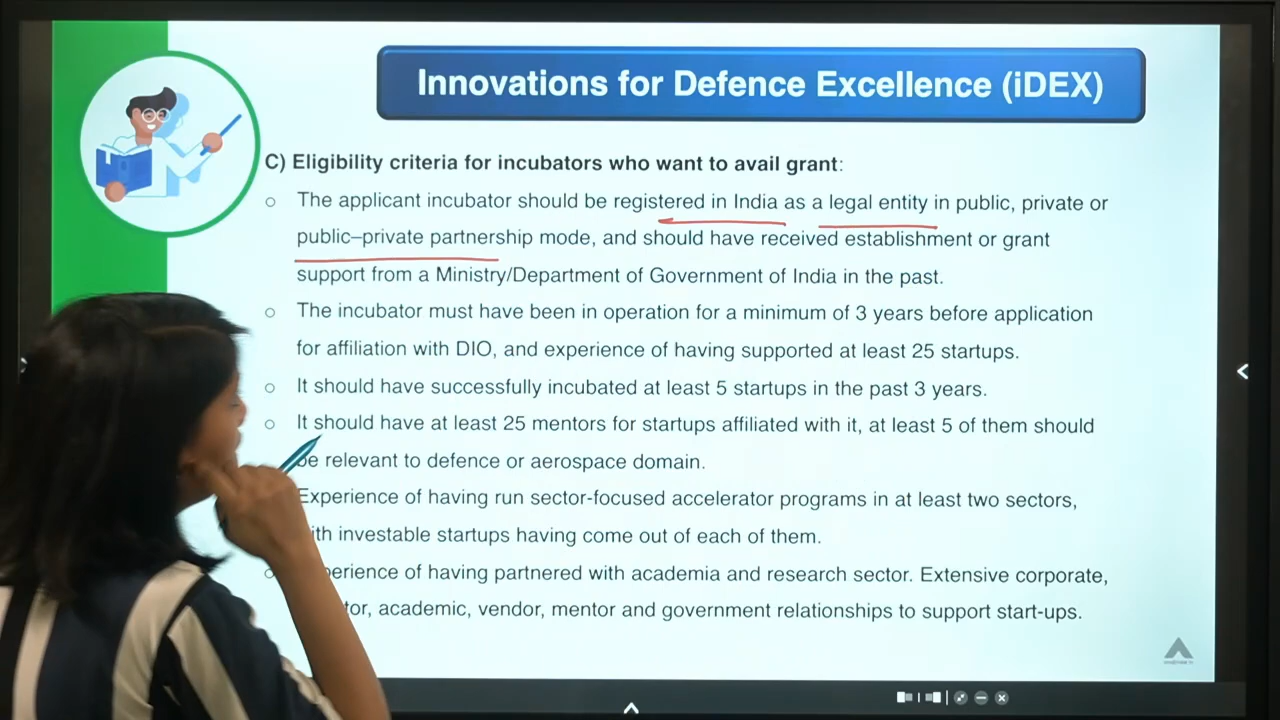 Innovations for Defence Excellence (iDEX)
C) Eligibility criteria for incubators who want to avail grant:
The applicant incubator should be registered in India as a legal entity in public, private or
public–private partnership mode, and should have received establishment or grant
support from a Ministry/Department of Government of India in the past.
The incubator must have been in operation for a minimum of 3 years before application
for affiliation with DIO, and experience of having supported at least 25 startups.
It should have successfully incubated at least 5 startups in the past 3 years.
It should have at least 25 mentors for startups affiliated with it, at least 5 of them should
be relevant to defence or aerospace domain.
Experience of having run sector-focused accelerator programs in at least two sectors,
with investable startups having come out of each of them.
Experience of having partnered with academia and research sector. Extensive corporate,
academic, vendor, mentor and government relationships to support start-ups.